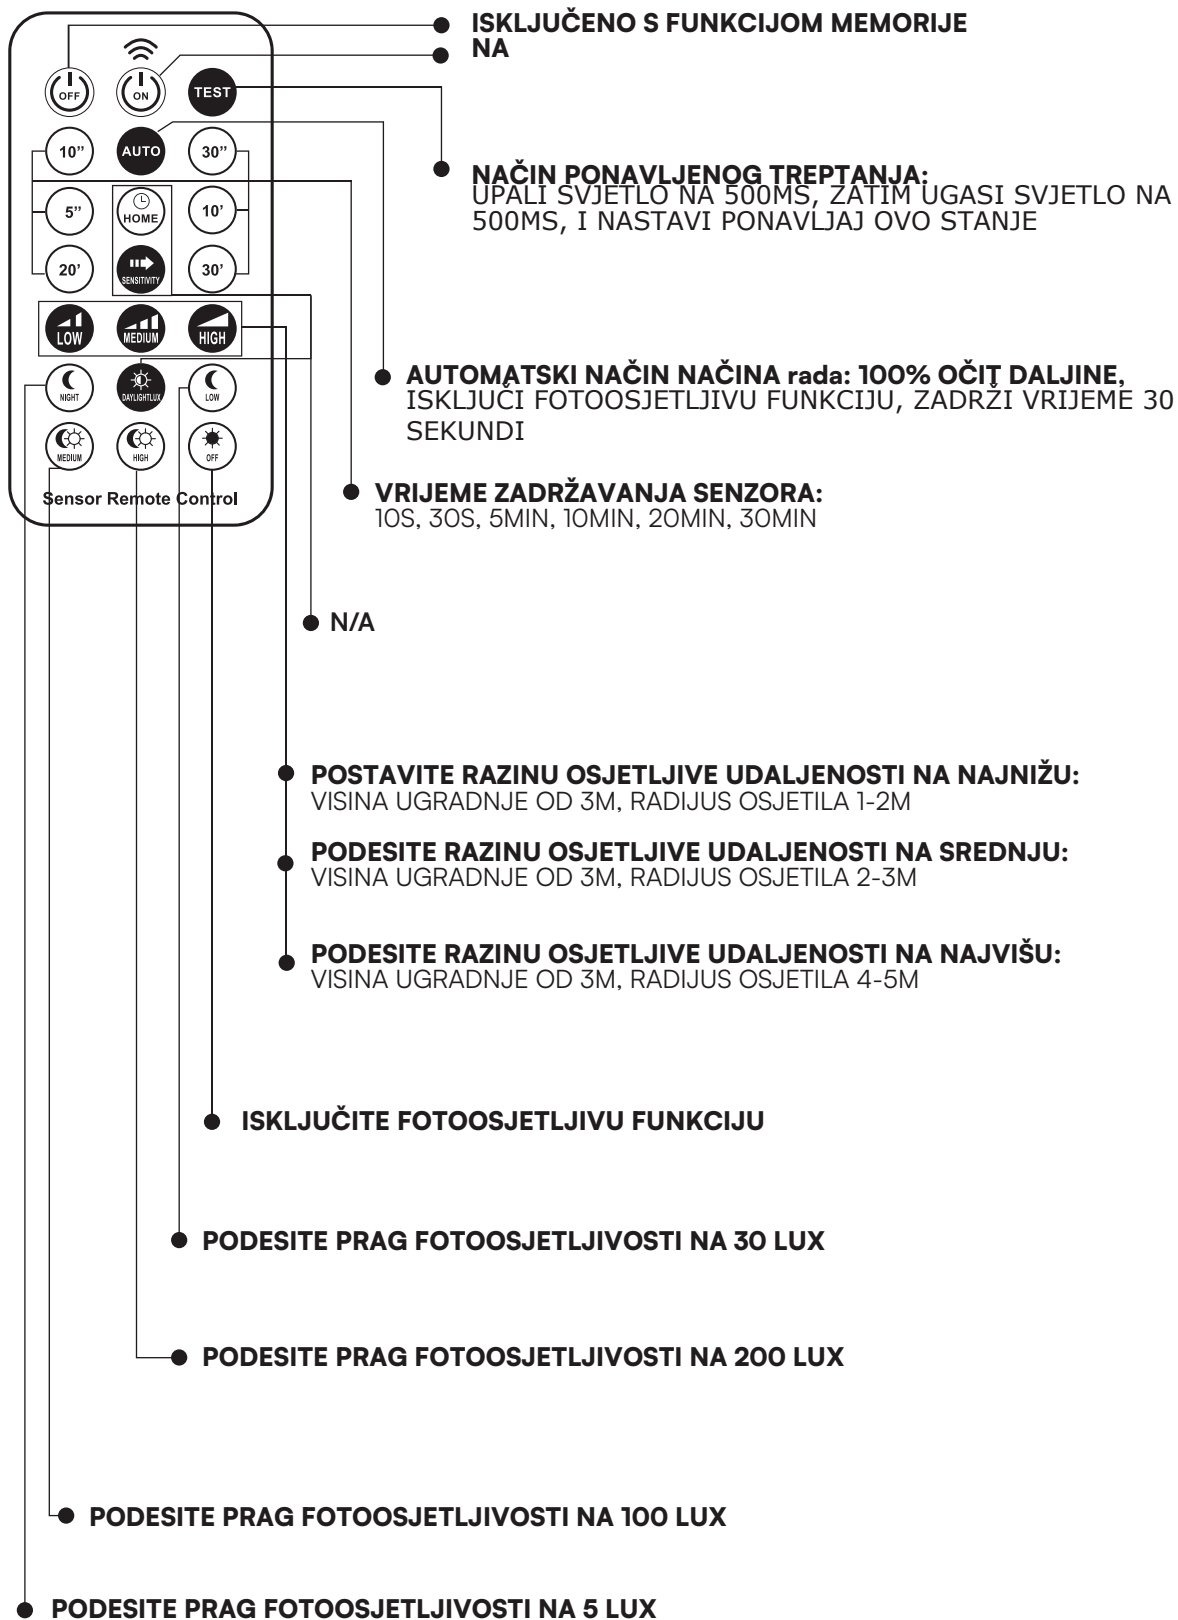 ISKLJUČENO S FUNKCIJOM MEMORIJE
NA
OFF ON TEST
10” AUTO 30”
5” HOME 10’
20’ SENSITIVITY 30’
LOW MEDIUM HIGH
NIGHT DAYLIGHTLUX LOW
MEDIUM HIGH OFF
Sensor Remote Control
NAČIN PONAVLJENOG TREPTANJA:
UPALI SVJETLO NA 500MS, ZATIM UGASI SVJETLO NA
500MS, I NASTAVI PONAVLJAJ OVO STANJE
AUTOMATSKI NAČIN NAČINA rada: 100% OČIT DALJINE,
ISKLJUČI FOTOOSJETLJIVU FUNKCIJU, ZADRŽI VRIJEME 30
SEKUNDI
VRIJEME ZADRŽAVANJA SENZORA:
10S, 30S, 5MIN, 10MIN, 20MIN, 30MIN
N/A
POSTAVITE RAZINU OSJETLJIVE UDALJENOSTI NA NAJNIŽU:
VISINA UGRADNJE OD 3M, RADIJUS OSJETILA 1-2M
PODESITE RAZINU OSJETLJIVE UDALJENOSTI NA SREDNJU:
VISINA UGRADNJE OD 3M, RADIJUS OSJETILA 2-3M
PODESITE RAZINU OSJETLJIVE UDALJENOSTI NA NAJVIŠU:
VISINA UGRADNJE OD 3M, RADIJUS OSJETILA 4-5M
ISKLJUČITE FOTOOSJETLJIVU FUNKCIJU
PODESITE PRAG FOTOOSJETLJIVOSTI NA 30 LUX
PODESITE PRAG FOTOOSJETLJIVOSTI NA 200 LUX
PODESITE PRAG FOTOOSJETLJIVOSTI NA 100 LUX
PODESITE PRAG FOTOOSJETLJIVOSTI NA 5 LUX